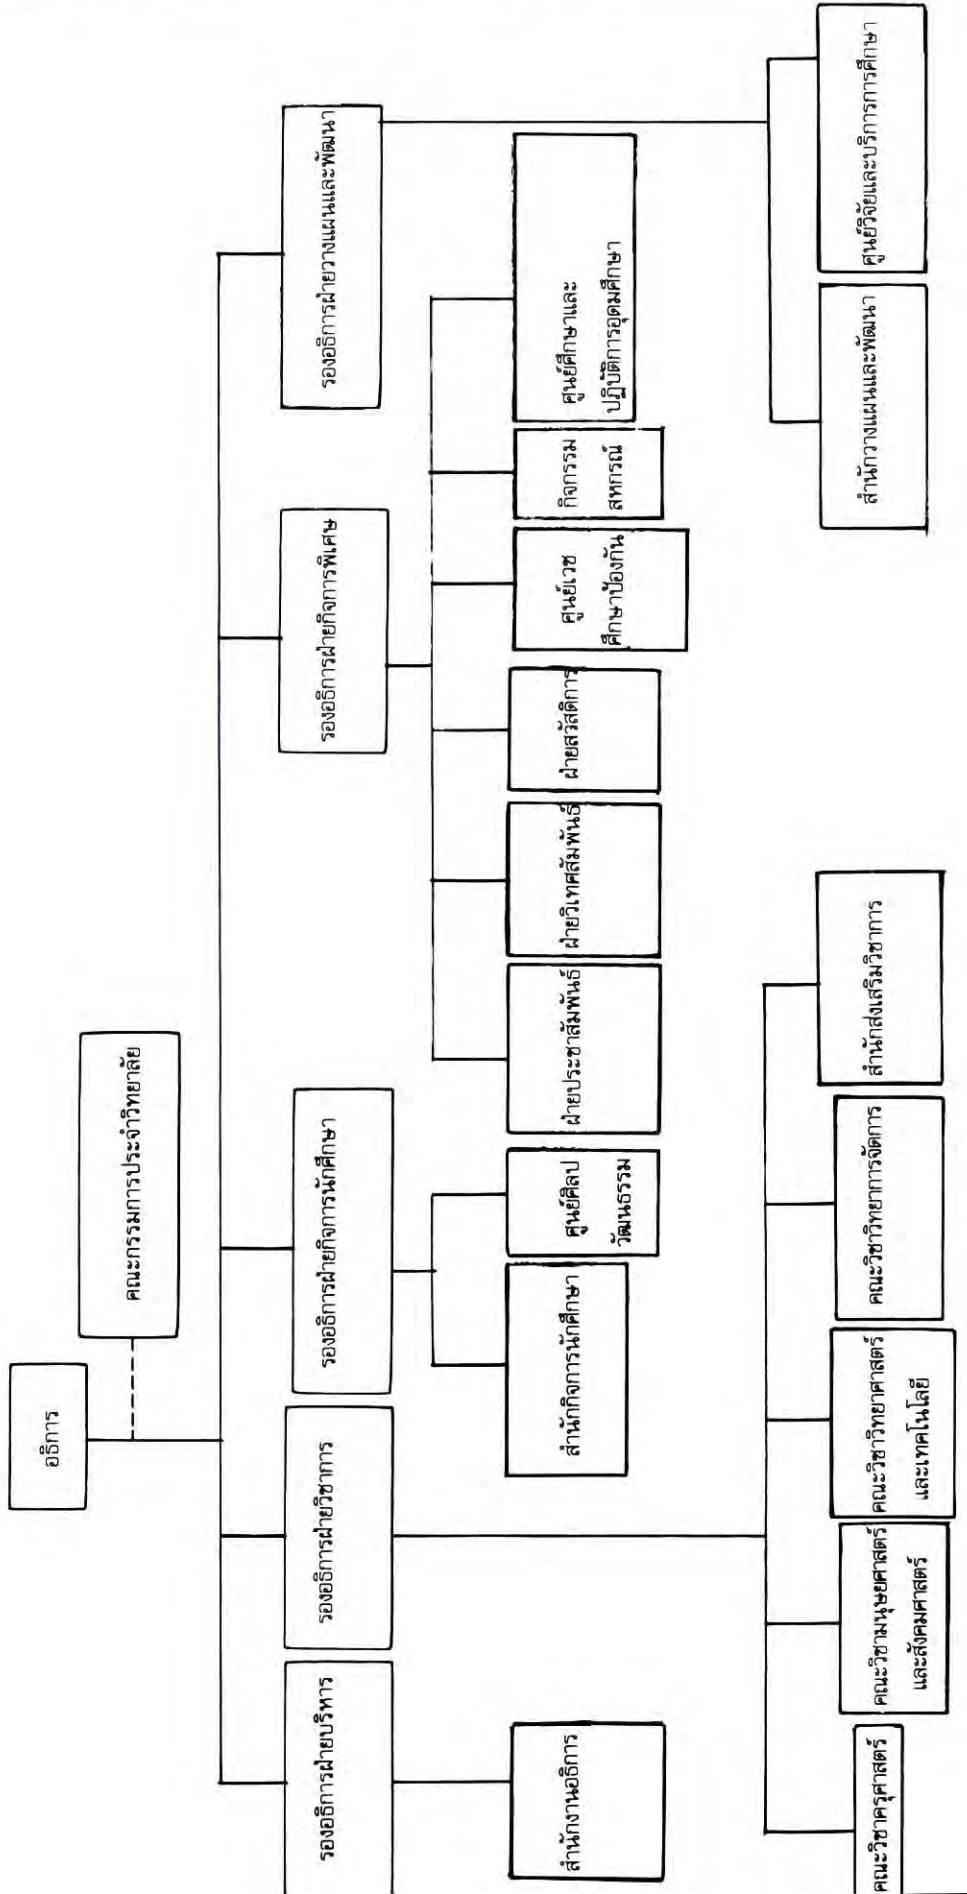 อธิการ
คณะกรรมการประจำวิทยาลัย
รองอธิการฝ่ายบริหาร
รองอธิการฝ่ายวิชาการ
รองอธิการฝ่ายกิจการนักศึกษา
รองอธิการฝ่ายกิจการพิเศษ
รองอธิการฝ่ายวางแผนและพัฒนา
สำนักงานอธิการ
สำนักกิจการนักศึกษา
ศูนย์ศิลป
วัฒนธรรม
ฝ่ายประชาสัมพันธ์
ฝ่ายวิเทศสัมพันธ์
ฝ่ายสวัสดิการ
ศูนย์เวช
ศึกษาป้องกัน
กิจกรรม
สหกรณ์
ศูนย์ศึกษาและ
ปฏิบัติการอุดมศึกษา
คณะวิชาครุศาสตร์
คณะวิชามนุษยศาสตร์
และสังคมศาสตร์
คณะวิชาวิทยาศาสตร์
และเทคโนโลยี
คณะวิชาวิทยาการจัดการ
สำนักส่งเสริมวิชาการ
สำนักวางแผนและพัฒนา
ศูนย์วิจัยและบริการการศึกษา